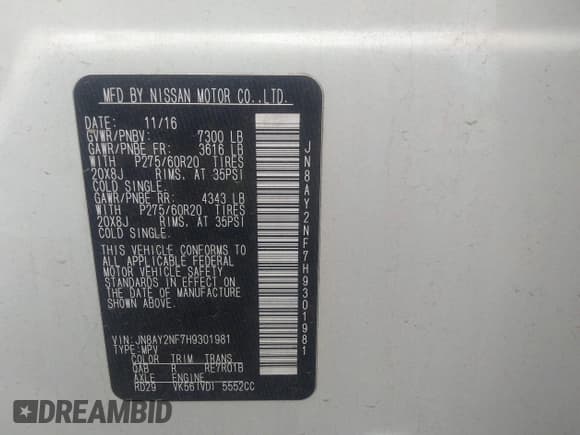 MFD BY NISSAN MOTOR CO.,LTD.
DATE: 11/16
GVWR/PNBV: 7300 LB
GAWR/PNBE FR: 3616 LB
WITH P275/60R20 TIRES
20X8J RIMS, AT 35PSI
COLD SINGLE.
GAWR/PNBE RR: 4343 LB
WITH P275/60R20 TIRES
20X8J RIMS, AT 35PSI
COLD SINGLE.
THIS VEHICLE CONFORMS TO
ALL APPLICABLE FEDERAL
MOTOR VEHICLE SAFETY
STANDARDS IN EFFECT ON
THE DATE OF MANUFACTURE
SHOWN ABOVE.
VIN:JN8AY2NF7H9301981
TYPE:MPV
COLOR TRIM TRANS
QAB R RE7R01B
AXLE ENGINE
RD29 VK56(VD) 5552CC
JN8AY2NF7H9301981
DREAMBID